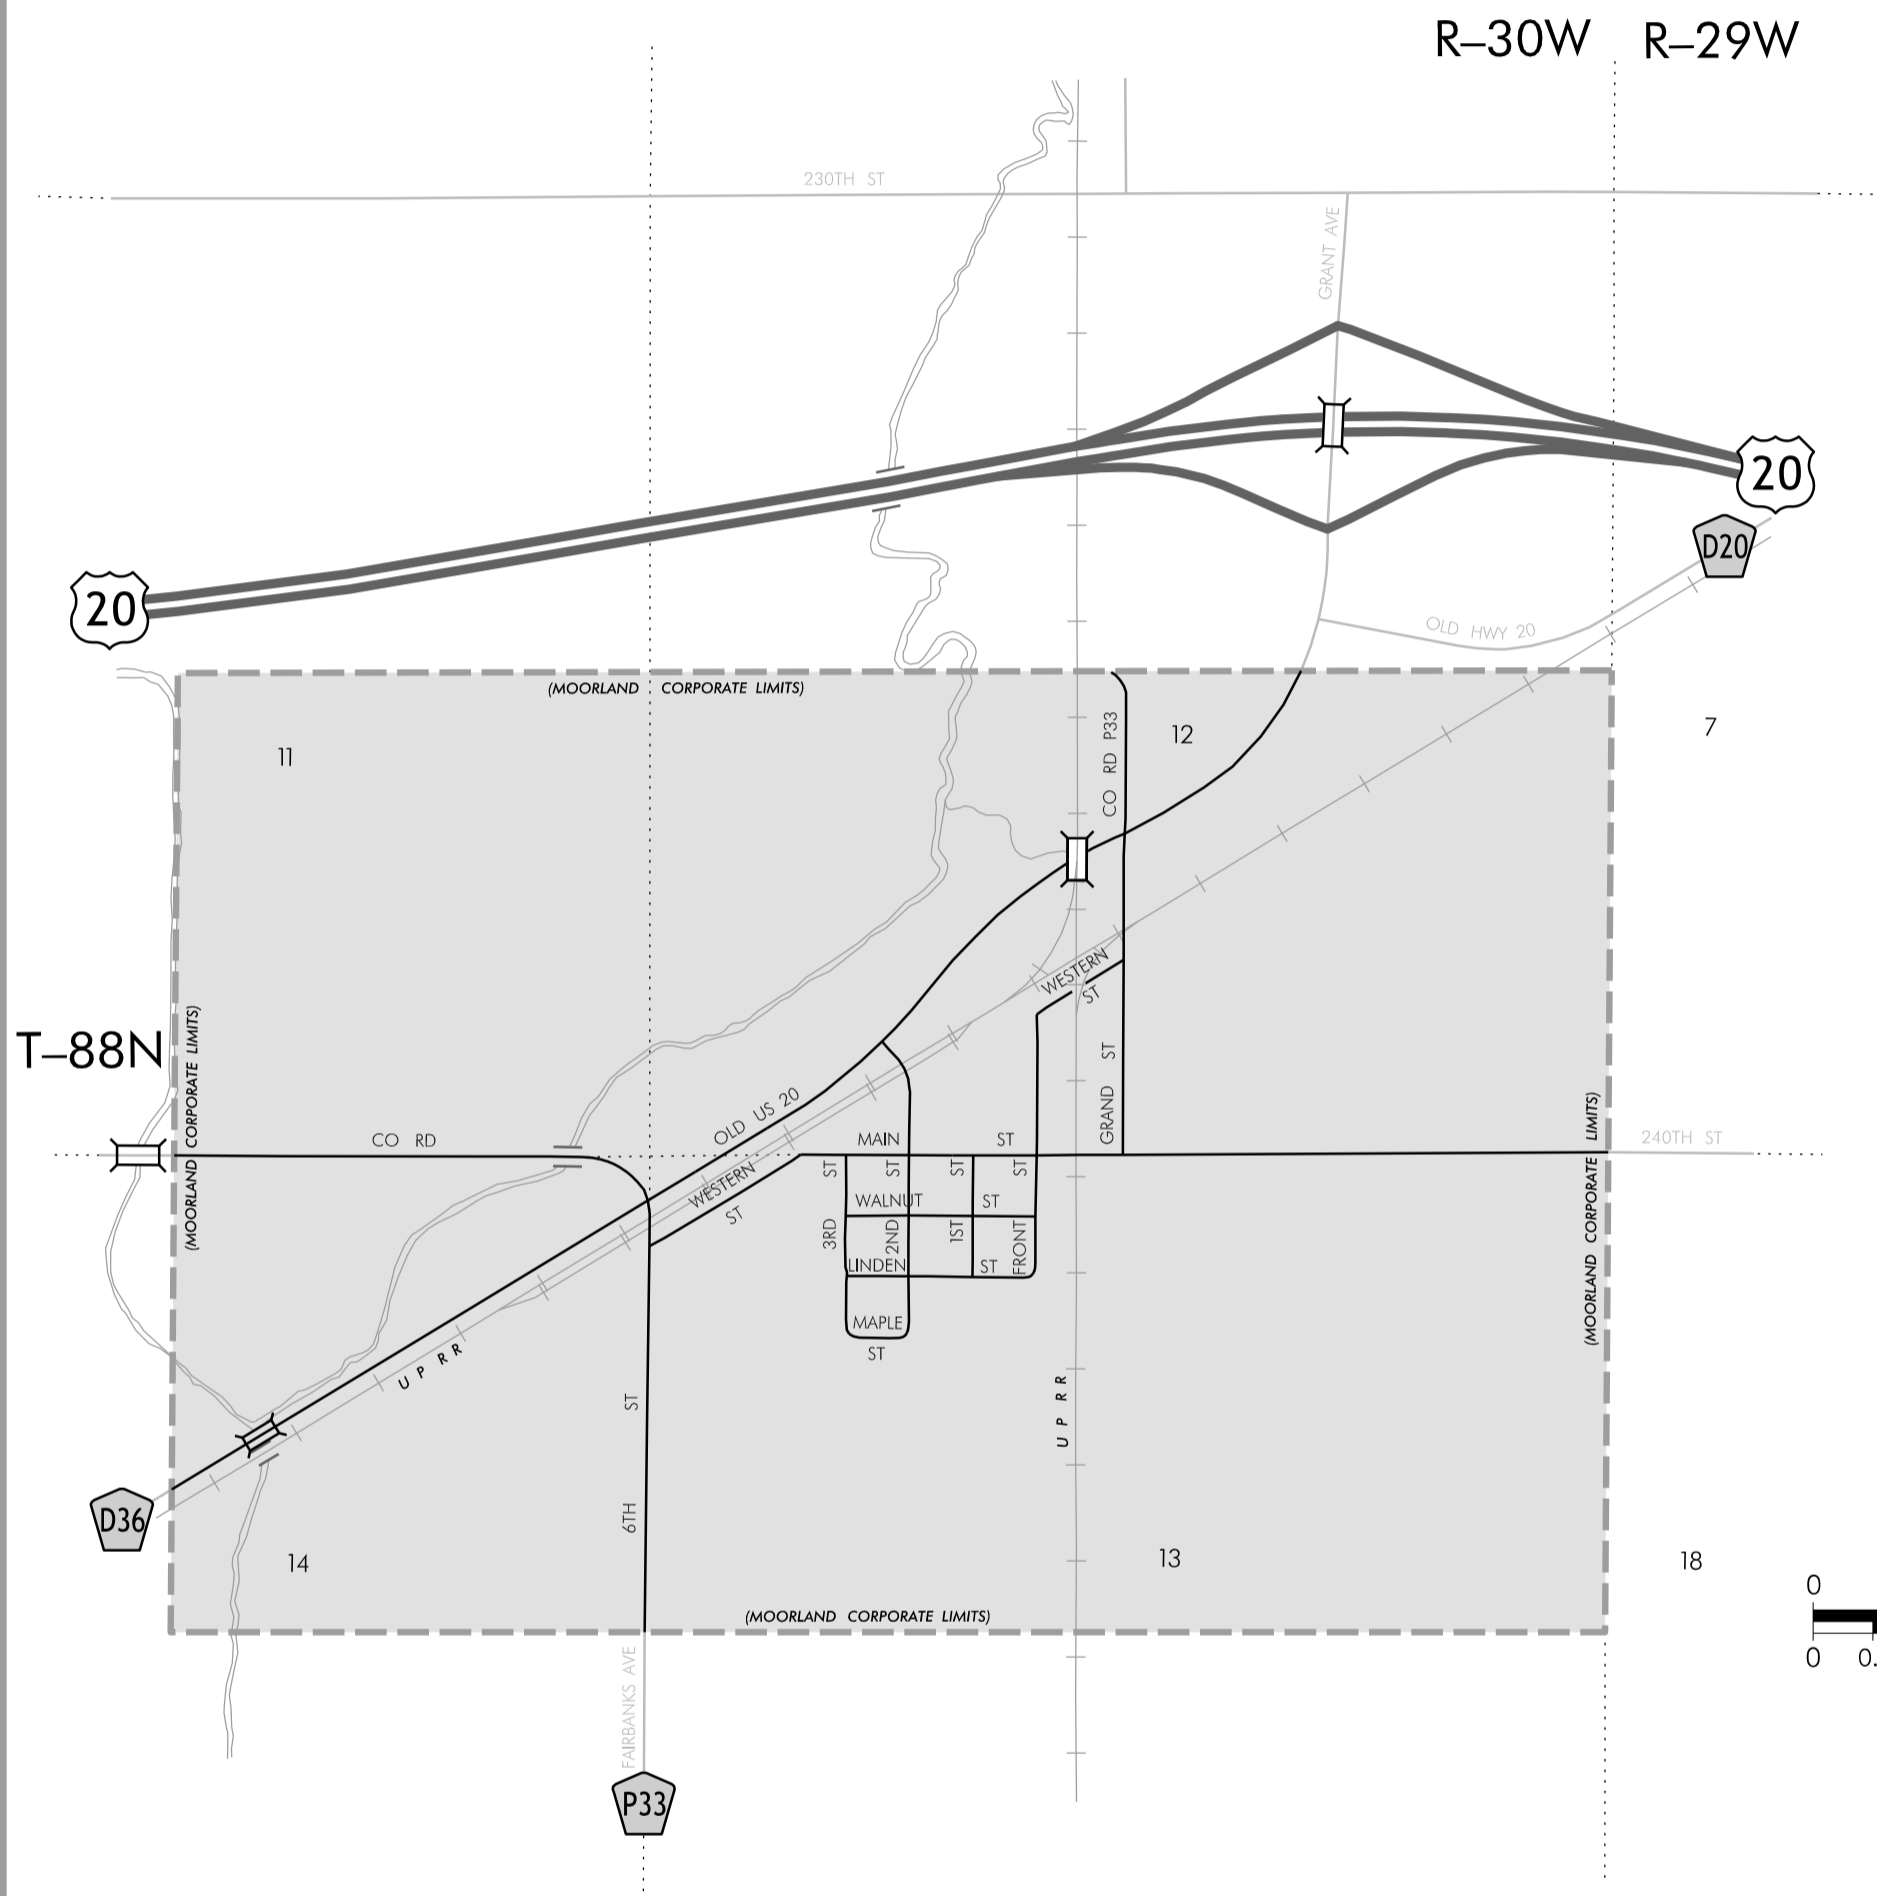 R–30W R–29W
230TH ST
GRANT AVE
20
D20
20
OLD HWY 20
(MOORLAND CORPORATE LIMITS)
11
12
7
CO RD P33
WESTERN
ST
T–88N
(MOORLAND CORPORATE LIMITS)
GRAND ST
OLD US 20
CO RD
MAIN ST
240TH ST
(MOORLAND CORPORATE LIMITS)
WESTERN
ST
3RD ST
2ND ST
1ST ST
FRONT ST
WALNUT ST
LINDEN ST
MAPLE
ST
U P R R
U P R R
6TH ST
D36
14
13
18
(MOORLAND CORPORATE LIMITS)
0
0 0.
FAIRBANKS AVE
P33